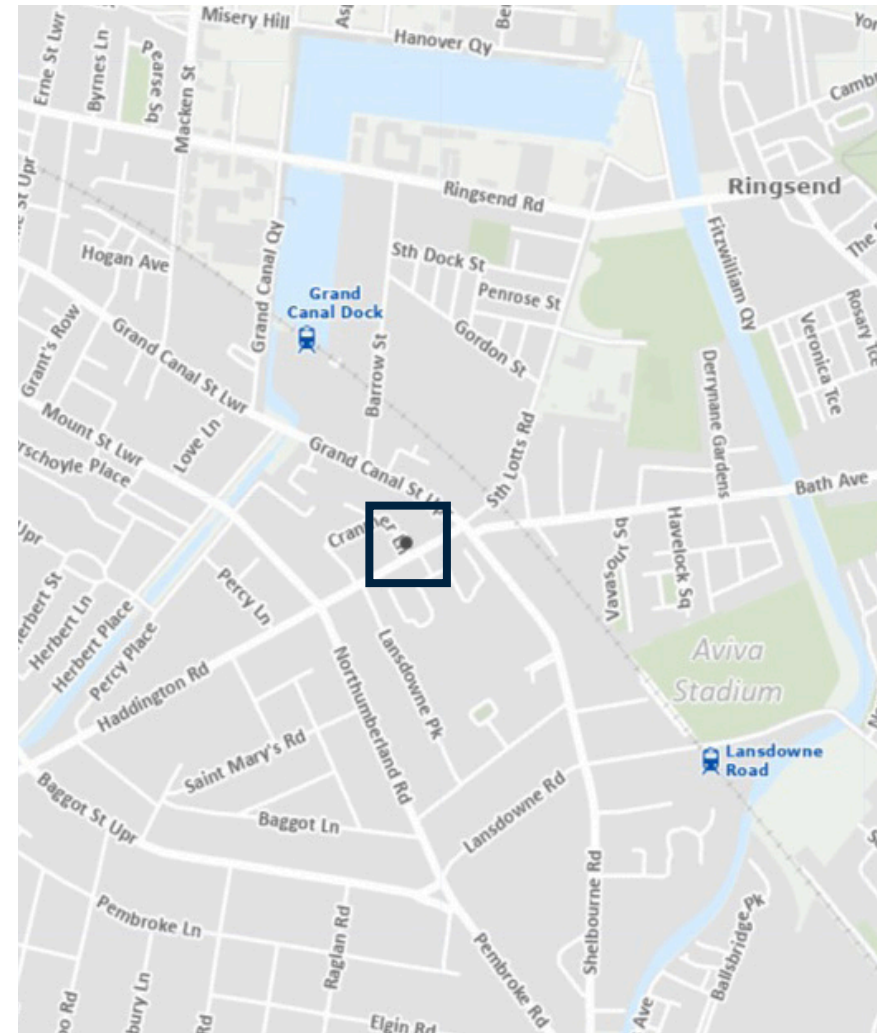 Misery Hill
Hanover Qy
Erne St Lwr
Byrnes Ln
Pearse Sq
Macken St
Ringsend Rd
Ringsend
Hogan Ave
Grand Canal Qy
Sth Dock St
Penrose St
Gordon St
Fitzwilliam Qy
Rosary Tce
Veronica Tce
Grand
Canal Dock
Grant's Row
Grand Canal St Lwr
Barrow St
Derrynane Gardens
Mount St Lwr
Love Ln
Grand Canal St Upr
Sth Lotts Rd
Bath Ave
Vavasour Sq
Havelock Sq
Herbert St
Herbert Ln
Herbert Place
Percy Place
Percy Ln
Haddington Rd
Northumberland Rd
Lansdowne Pk
Aviva
Stadium
Lansdowne
Road
Saint Mary's Rd
Baggot St Upr
Baggot Ln
Lansdowne Rd
Shelbourne Rd
Ballsbridge Pk
Pembroke Ln
Raglan Rd
Pembroke Rd
Elgin Rd
Ave
Rd